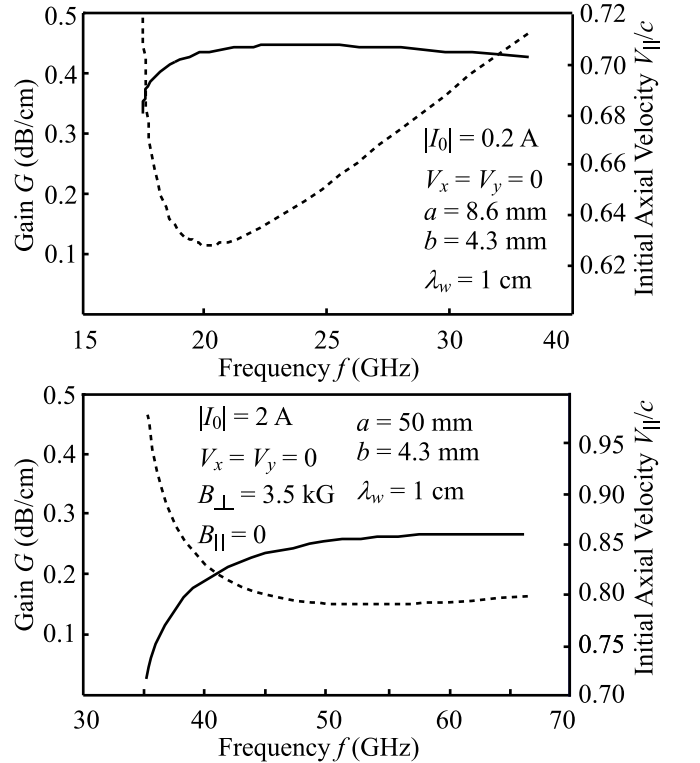 0.5
0.4
0.3
0.2
0.1
Gain G (dB/cm)
0.72
0.70
0.68
0.66
0.64
0.62
Initial Axial Velocity V||/c
|I₀| = 0.2 A
Vₓ = Vᵧ = 0
a = 8.6 mm
b = 4.3 mm
λ_w = 1 cm
15 20 25 30 40
Frequency f (GHz)
0.5
0.4
0.3
0.2
0.1
Gain G (dB/cm)
0.95
0.90
0.85
0.80
0.75
0.70
Initial Axial Velocity V||/c
|I₀| = 2 A
Vₓ = Vᵧ = 0
B⊥ = 3.5 kG
B|| = 0
a = 50 mm
b = 4.3 mm
λ_w = 1 cm
30 40 50 60 70
Frequency f (GHz)